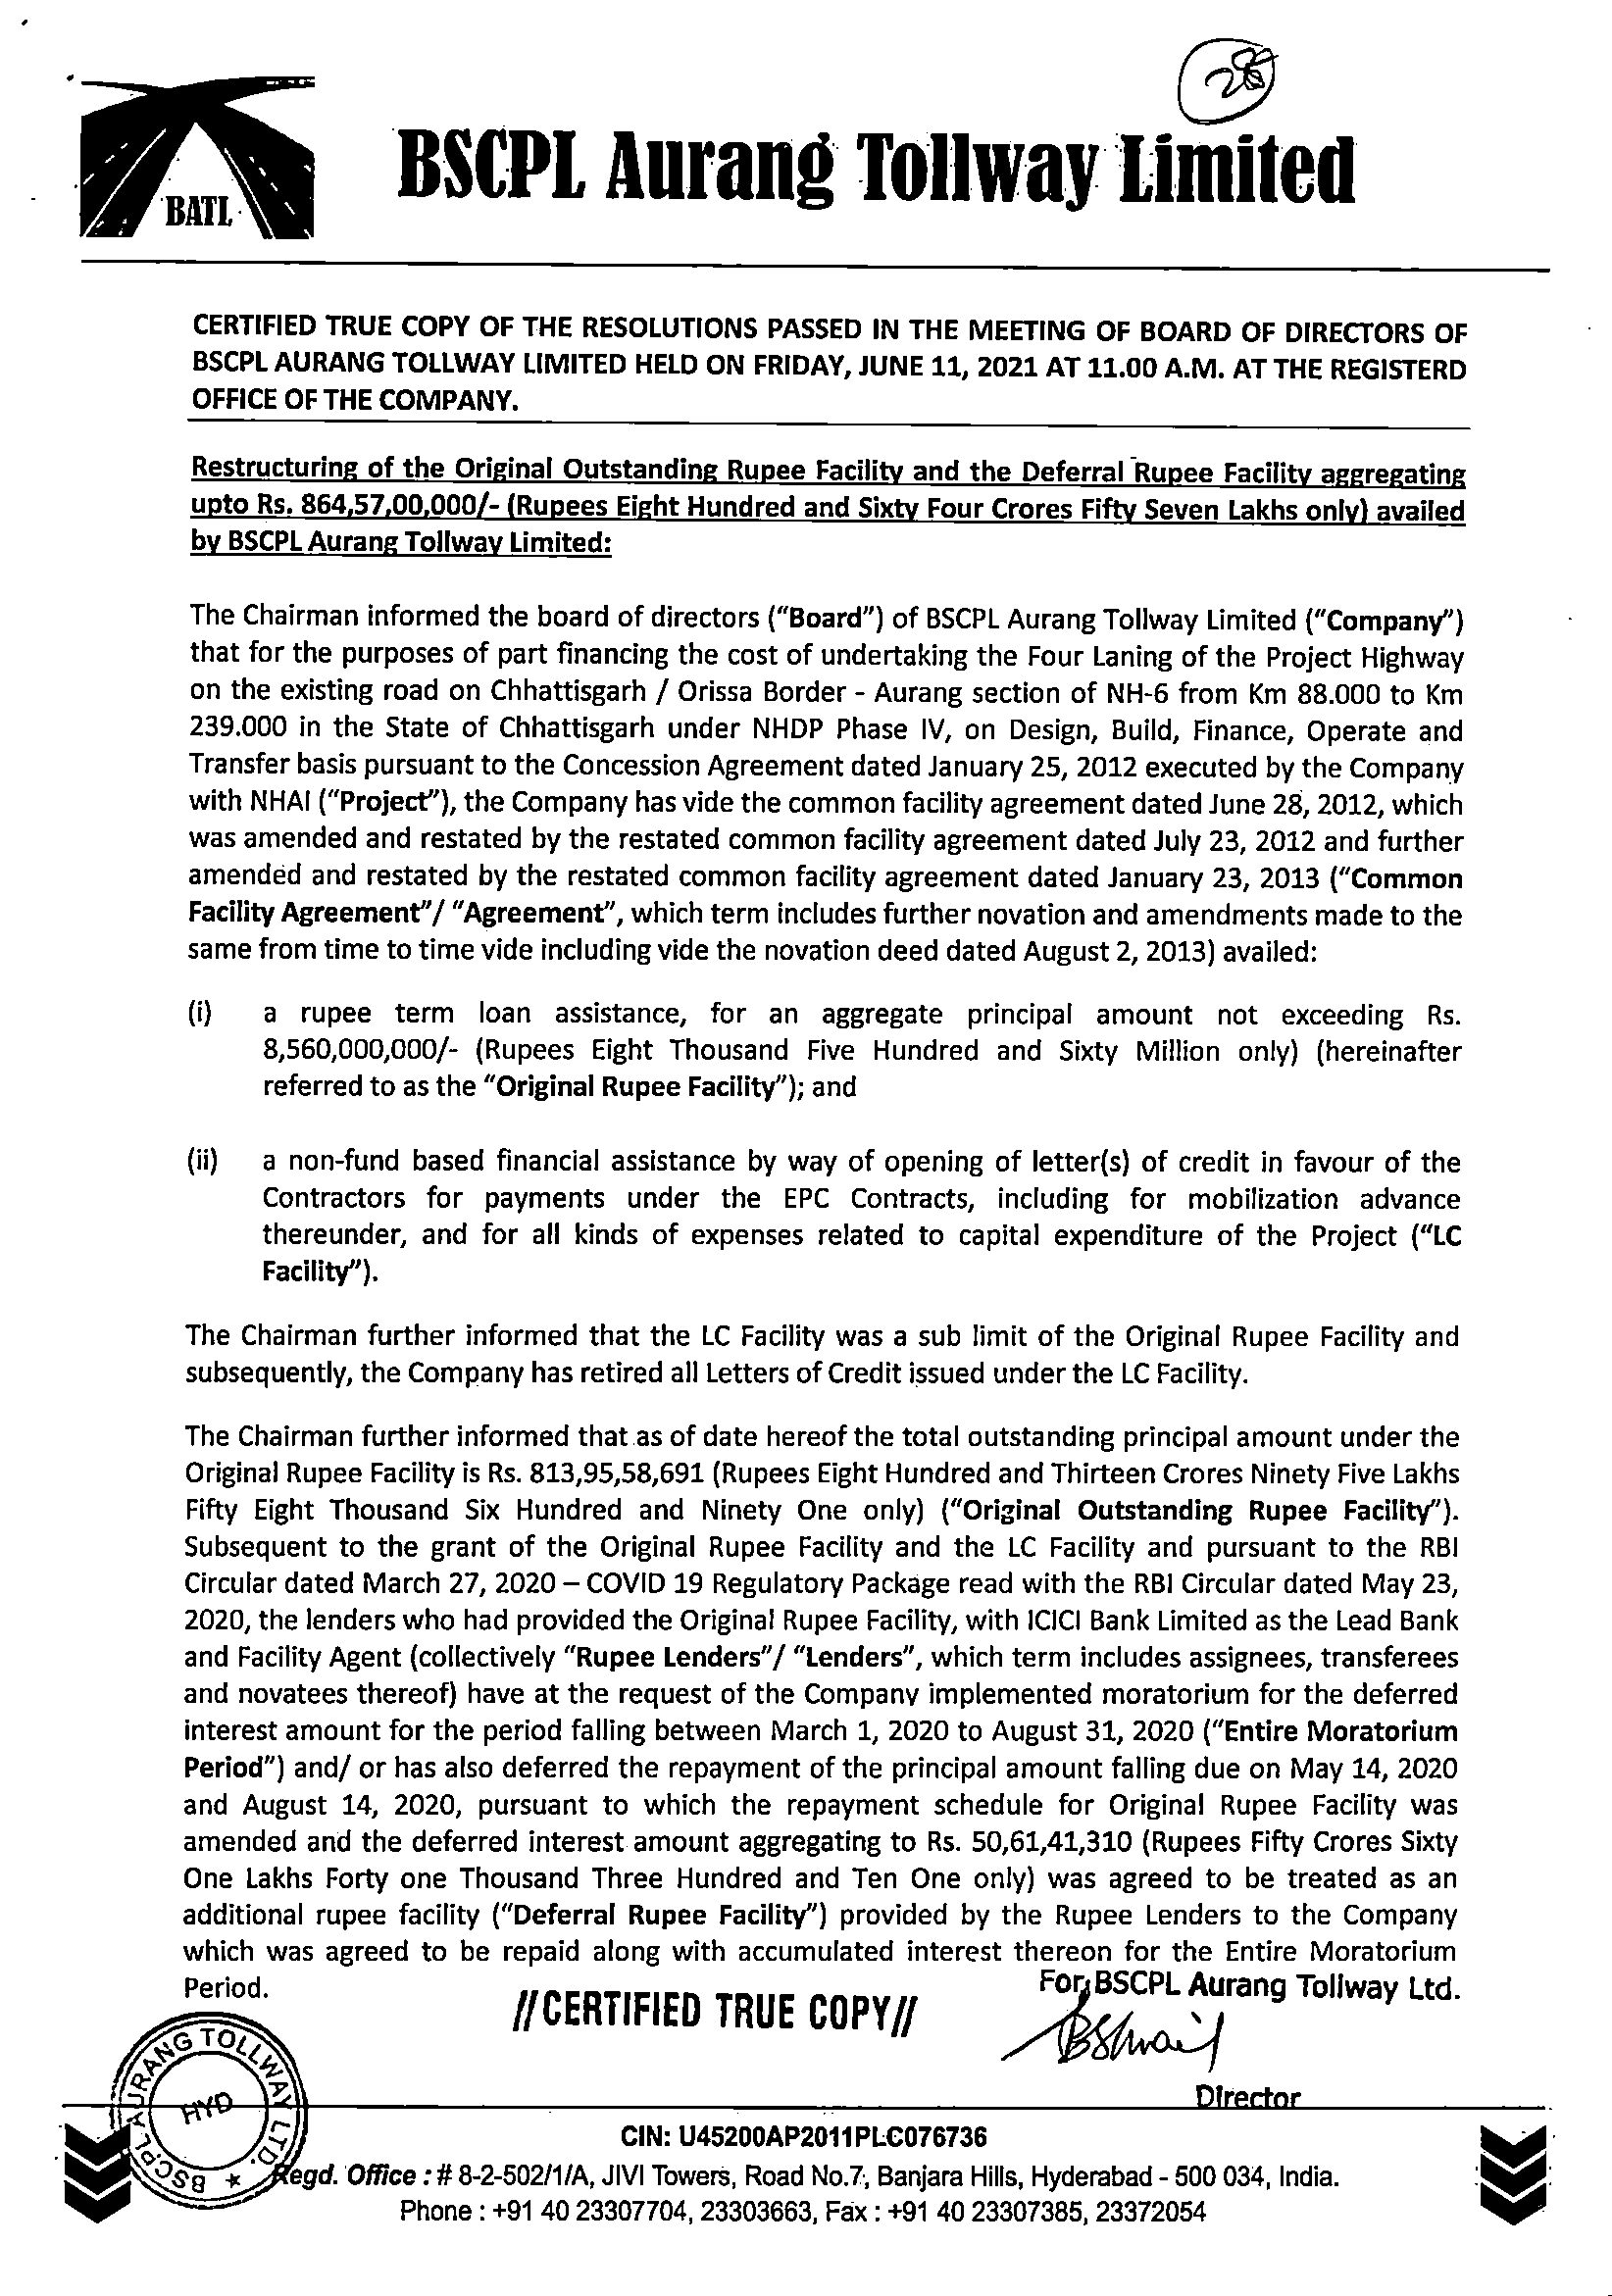 28
BSCPL Aurang Tollway Limited
BATL
CERTIFIED TRUE COPY OF THE RESOLUTIONS PASSED IN THE MEETING OF BOARD OF DIRECTORS OF
BSCPL AURANG TOLLWAY LIMITED HELD ON FRIDAY, JUNE 11, 2021 AT 11.00 A.M. AT THE REGISTERD
OFFICE OF THE COMPANY.
Restructuring of the Original Outstanding Rupee Facility and the Deferral Rupee Facility aggregating
upto Rs. 864,57,00,000/- (Rupees Eight Hundred and Sixty Four Crores Fifty Seven Lakhs only) availed
by BSCPL Aurang Tollway Limited:
The Chairman informed the board of directors (“Board”) of BSCPL Aurang Tollway Limited (“Company”)
that for the purposes of part financing the cost of undertaking the Four Laning of the Project Highway
on the existing road on Chhattisgarh / Orissa Border - Aurang section of NH-6 from Km 88.000 to Km
239.000 in the State of Chhattisgarh under NHDP Phase IV, on Design, Build, Finance, Operate and
Transfer basis pursuant to the Concession Agreement dated January 25, 2012 executed by the Company
with NHAI (“Project”), the Company has vide the common facility agreement dated June 28, 2012, which
was amended and restated by the restated common facility agreement dated July 23, 2012 and further
amended and restated by the restated common facility agreement dated January 23, 2013 (“Common
Facility Agreement”/ “Agreement”, which term includes further novation and amendments made to the
same from time to time vide including vide the novation deed dated August 2, 2013) availed:
(i) a rupee term loan assistance, for an aggregate principal amount not exceeding Rs.
8,560,000,000/- (Rupees Eight Thousand Five Hundred and Sixty Million only) (hereinafter
referred to as the “Original Rupee Facility”); and
(ii) a non-fund based financial assistance by way of opening of letter(s) of credit in favour of the
Contractors for payments under the EPC Contracts, including for mobilization advance
thereunder, and for all kinds of expenses related to capital expenditure of the Project (“LC
Facility”).
The Chairman further informed that the LC Facility was a sub limit of the Original Rupee Facility and
subsequently, the Company has retired all Letters of Credit issued under the LC Facility.
The Chairman further informed that as of date hereof the total outstanding principal amount under the
Original Rupee Facility is Rs. 813,95,58,691 (Rupees Eight Hundred and Thirteen Crores Ninety Five Lakhs
Fifty Eight Thousand Six Hundred and Ninety One only) (“Original Outstanding Rupee Facility”).
Subsequent to the grant of the Original Rupee Facility and the LC Facility and pursuant to the RBI
Circular dated March 27, 2020 – COVID 19 Regulatory Package read with the RBI Circular dated May 23,
2020, the lenders who had provided the Original Rupee Facility, with ICICI Bank Limited as the Lead Bank
and Facility Agent (collectively “Rupee Lenders”/ “Lenders”, which term includes assignees, transferees
and novatees thereof) have at the request of the Company implemented moratorium for the deferred
interest amount for the period falling between March 1, 2020 to August 31, 2020 (“Entire Moratorium
Period”) and/ or has also deferred the repayment of the principal amount falling due on May 14, 2020
and August 14, 2020, pursuant to which the repayment schedule for Original Rupee Facility was
amended and the deferred interest amount aggregating to Rs. 50,61,41,310 (Rupees Fifty Crores Sixty
One Lakhs Forty one Thousand Three Hundred and Ten One only) was agreed to be treated as an
additional rupee facility (“Deferral Rupee Facility”) provided by the Rupee Lenders to the Company
which was agreed to be repaid along with accumulated interest thereon for the Entire Moratorium
Period.
For BSCPL Aurang Tollway Ltd.
//CERTIFIED TRUE COPY//
Director
BSCPL AURANG TOLLWAY LTD. ★
HYD
CIN: U45200AP2011PLC076736
Regd. Office : # 8-2-502/1/A, JIVI Towers, Road No.7, Banjara Hills, Hyderabad - 500 034, India.
Phone : +91 40 23307704, 23303663, Fax : +91 40 23307385, 23372054